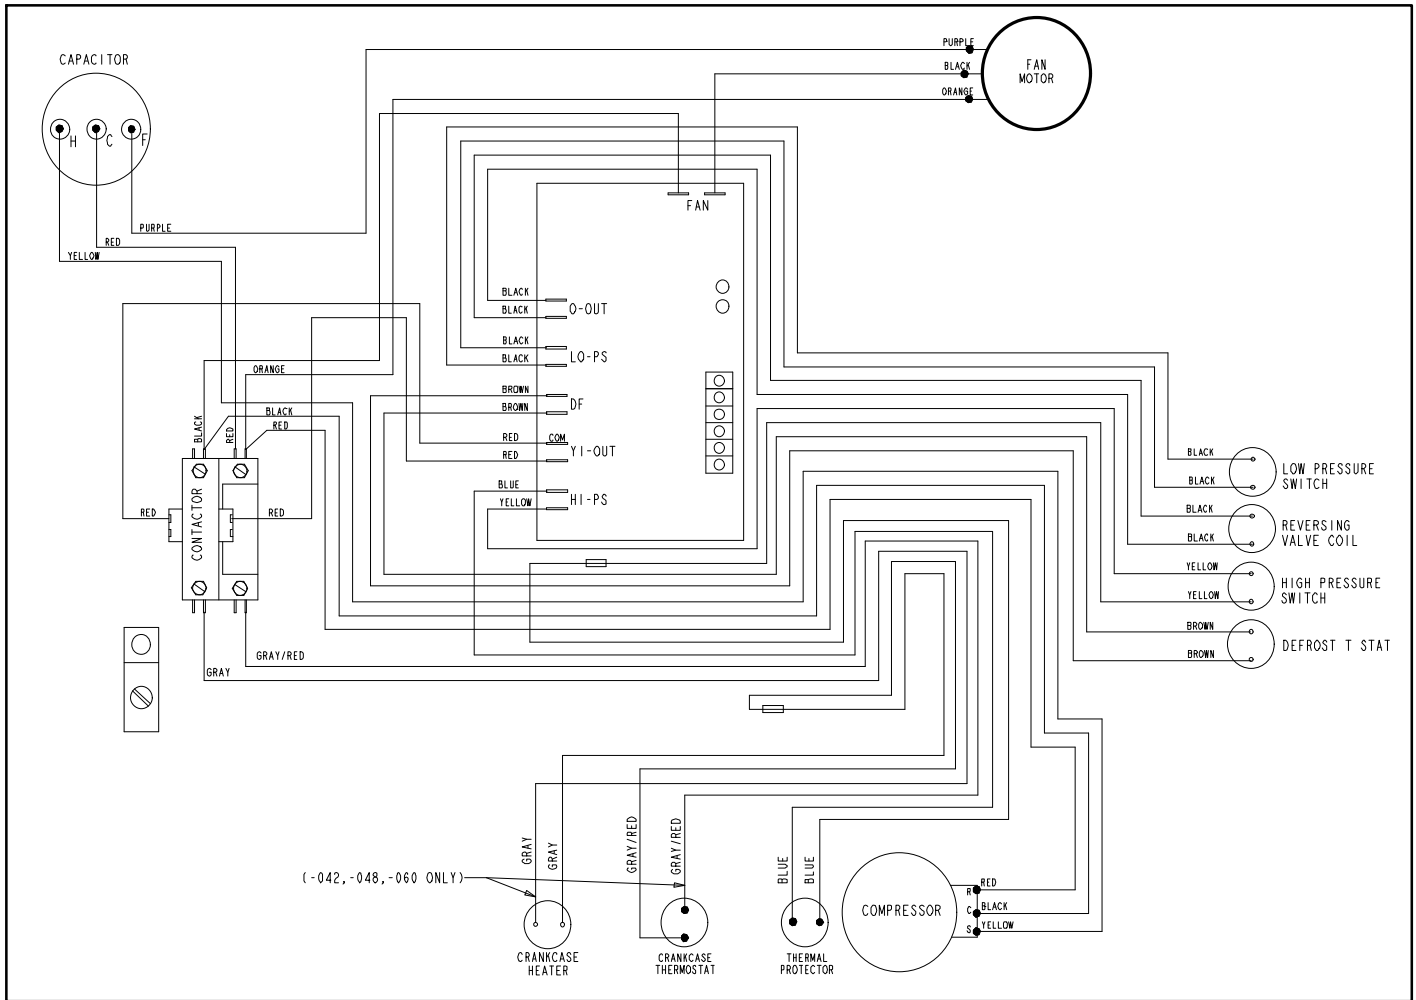 CAPACITOR
H
C
F
PURPLE
RED
YELLOW
PURPLE
BLACK
ORANGE
FAN
MOTOR
FAN
BLACK
BLACK
O-OUT
BLACK
BLACK
LO-PS
BROWN
BROWN
DF
RED
COM
RED
Y1-OUT
BLUE
YELLOW
HI-PS
ORANGE
BLACK
RED
BLACK
RED
RED
RED
CONTACTOR
GRAY/RED
GRAY
BLACK
BLACK
LOW PRESSURE
SWITCH
BLACK
BLACK
REVERSING
VALVE COIL
YELLOW
YELLOW
HIGH PRESSURE
SWITCH
BROWN
BROWN
DEFROST T STAT
(-042,-048,-060 ONLY)
GRAY
GRAY
GRAY/RED
GRAY/RED
BLUE
BLUE
CRANKCASE
HEATER
CRANKCASE
THERMOSTAT
THERMAL
PROTECTOR
COMPRESSOR
R
RED
C
BLACK
S
YELLOW